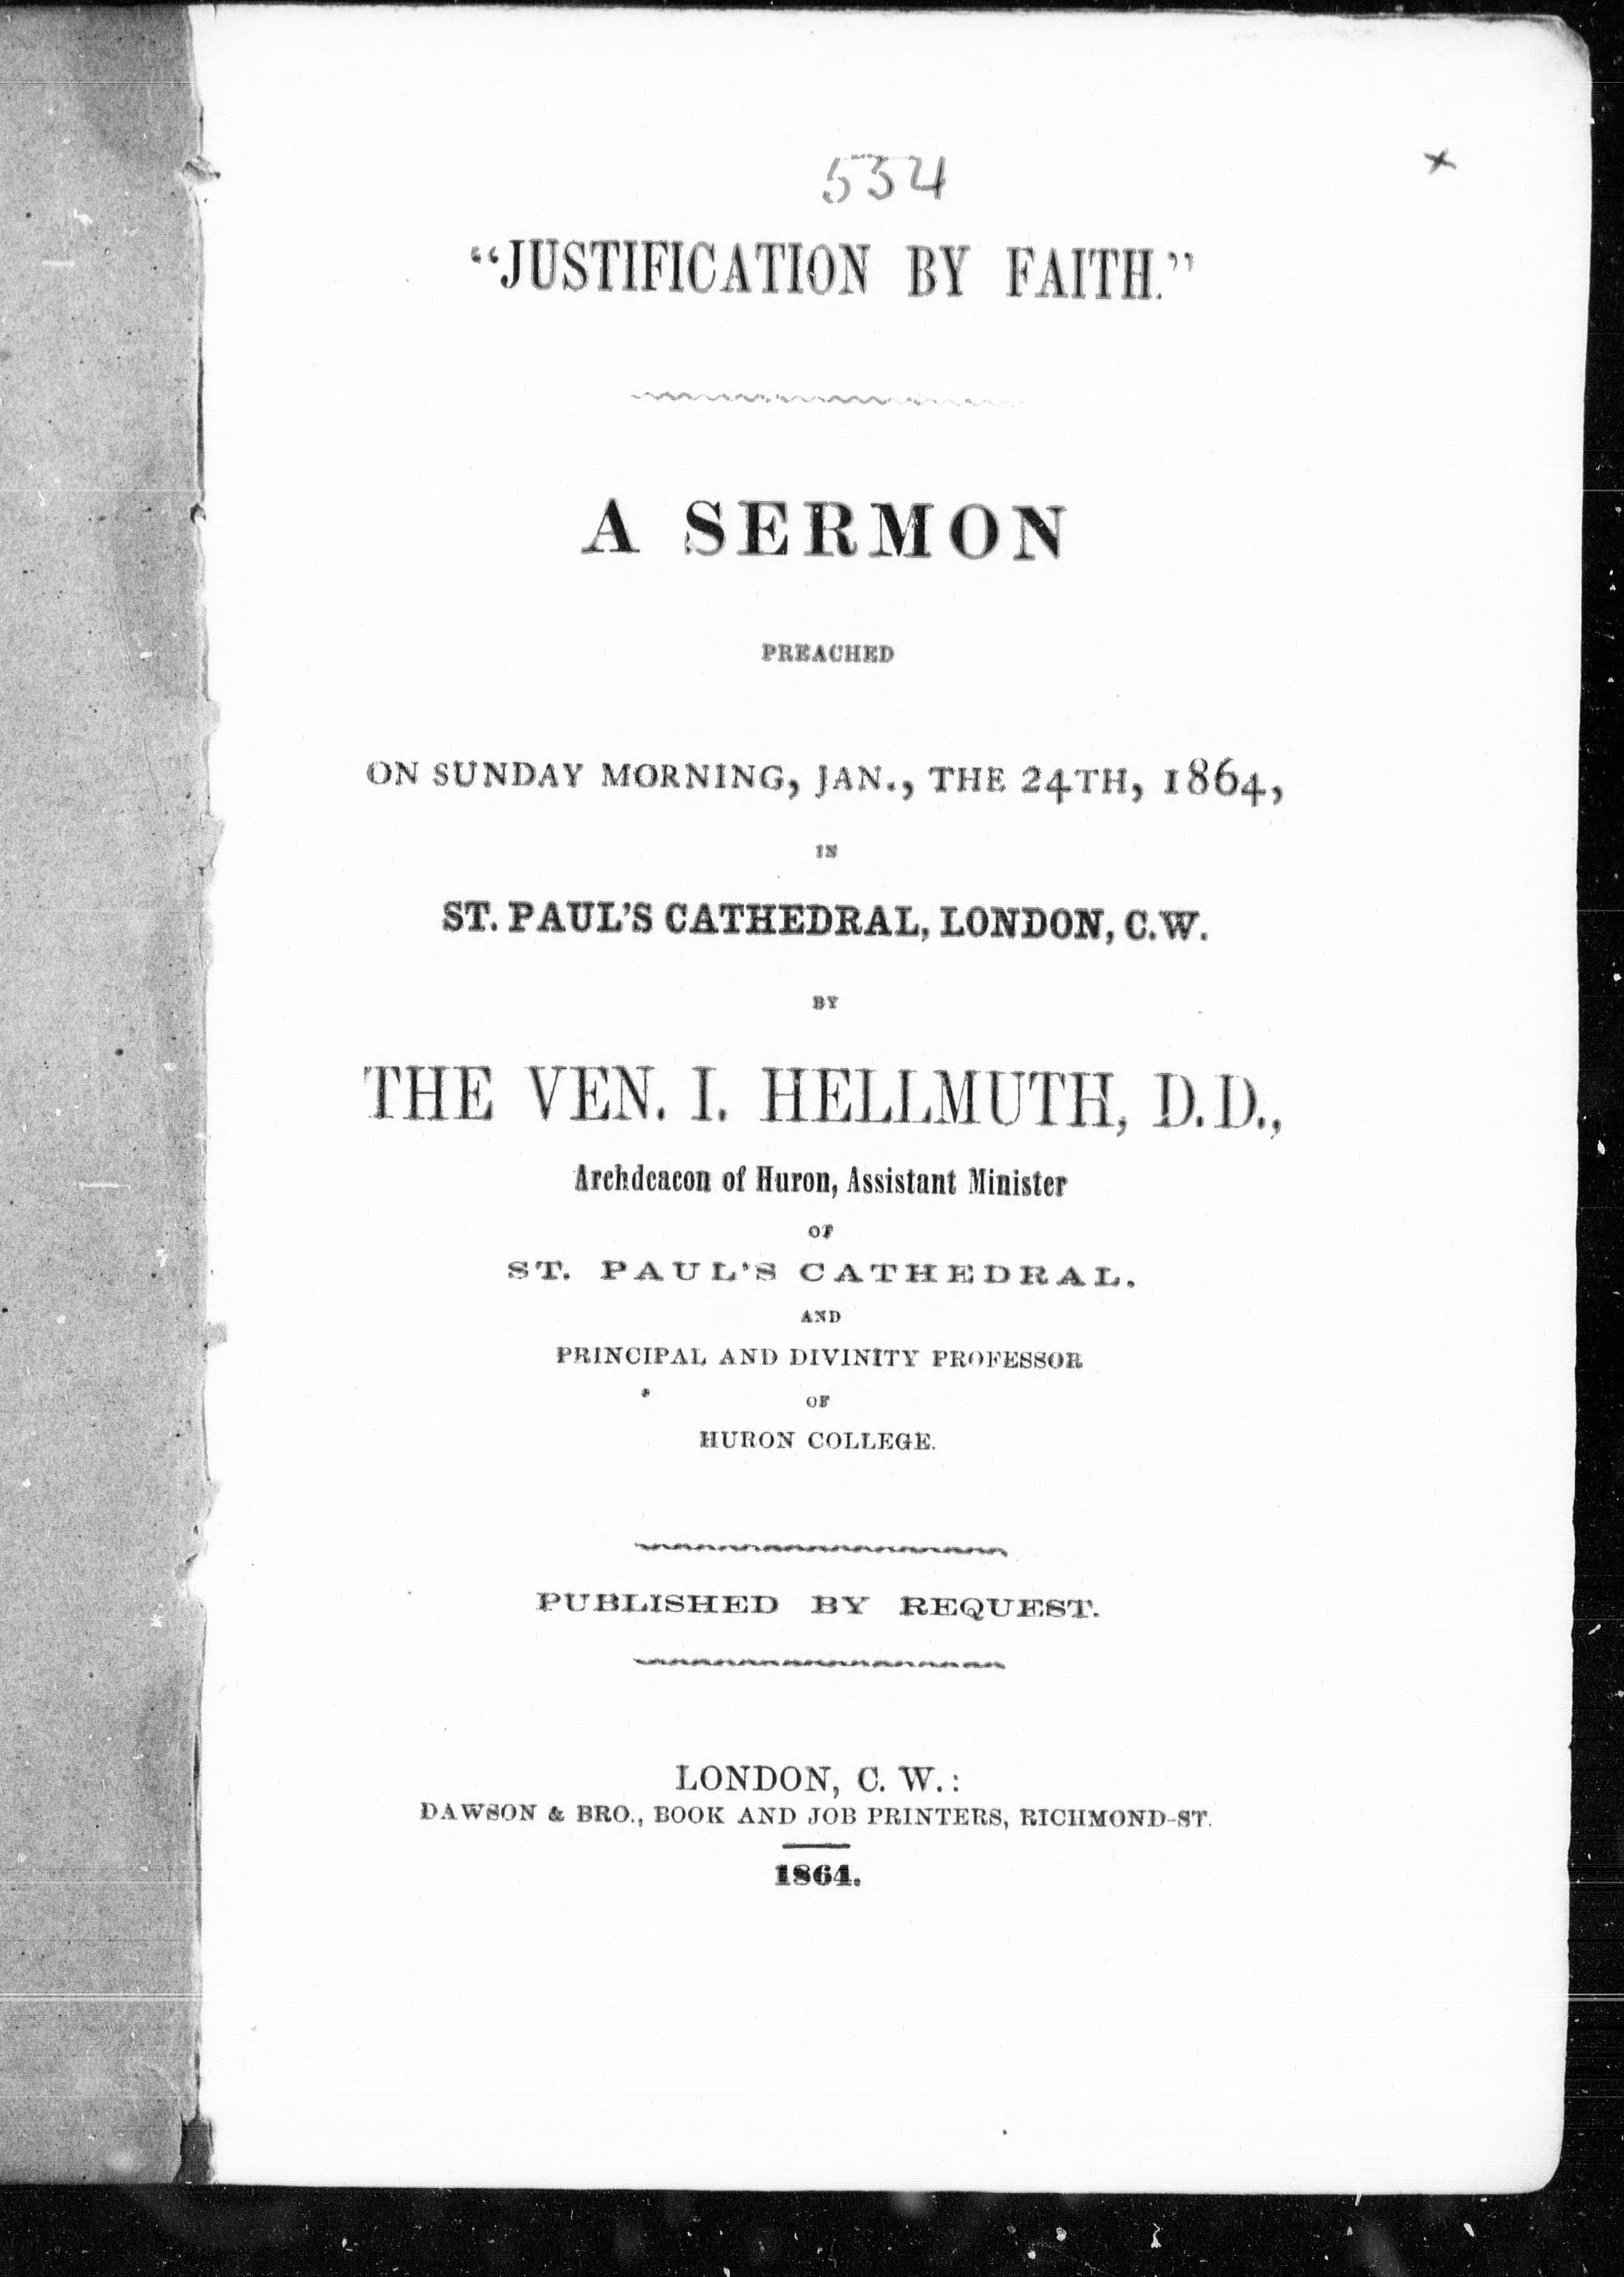 534
"JUSTIFICATION BY FAITH."
A SERMON
PREACHED
ON SUNDAY MORNING, JAN., THE 24TH, 1864,
IN
ST. PAUL'S CATHEDRAL, LONDON, C.W.
BY
THE VEN. I. HELLMUTH, D.D.,
Archdeacon of Huron, Assistant Minister
OF
ST. PAUL'S CATHEDRAL.
AND
PRINCIPAL AND DIVINITY PROFESSOR
OF
HURON COLLEGE.
PUBLISHED BY REQUEST.
LONDON, C. W.:
DAWSON & BRO., BOOK AND JOB PRINTERS, RICHMOND-ST.
1864.